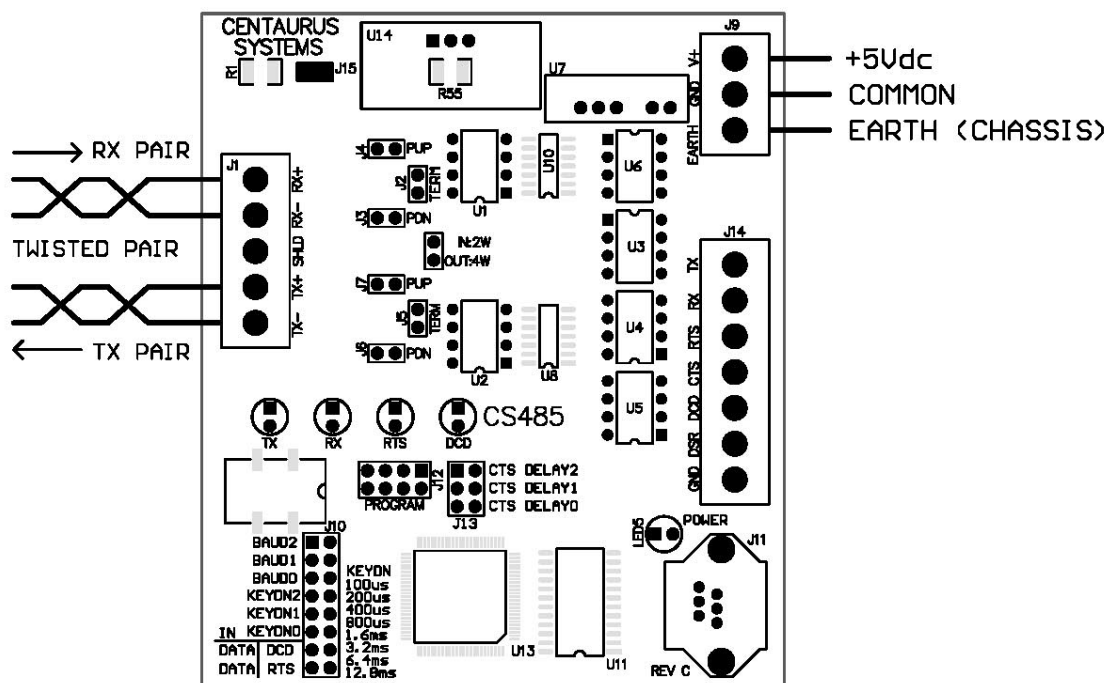 CENTAURUS
SYSTEMS
R1
J15
U14
R55
U7
J9
V+
GND
EARTH
+5Vdc
COMMON
EARTH (CHASSIS)
RX PAIR
TWISTED PAIR
TX PAIR
J1
RX+
RX-
SHLD
TX+
TX-
J4
PUP
J2
TERM
J3
PDN
IN:2W
OUT:4W
J7
PUP
J5
TERM
J6
PDN
U1
U10
U6
U3
U2
U8
U4
U5
J14
TX
RX
RTS
CTS
DCD
DSR
GND
TX
RX
RTS
DCD
CS485
J12
PROGRAM
CTS DELAY2
CTS DELAY1
CTS DELAY0
J13
J10
BAUD2
BAUD1
BAUD0
KEYDN2
KEYDN1
IN KEYDN0
DATA DCD
DATA RTS
KEYDN
100us
200us
400us
800us
1.6ms
3.2ms
6.4ms
12.8ms
U13
U11
LED5
POWER
J11
REV C